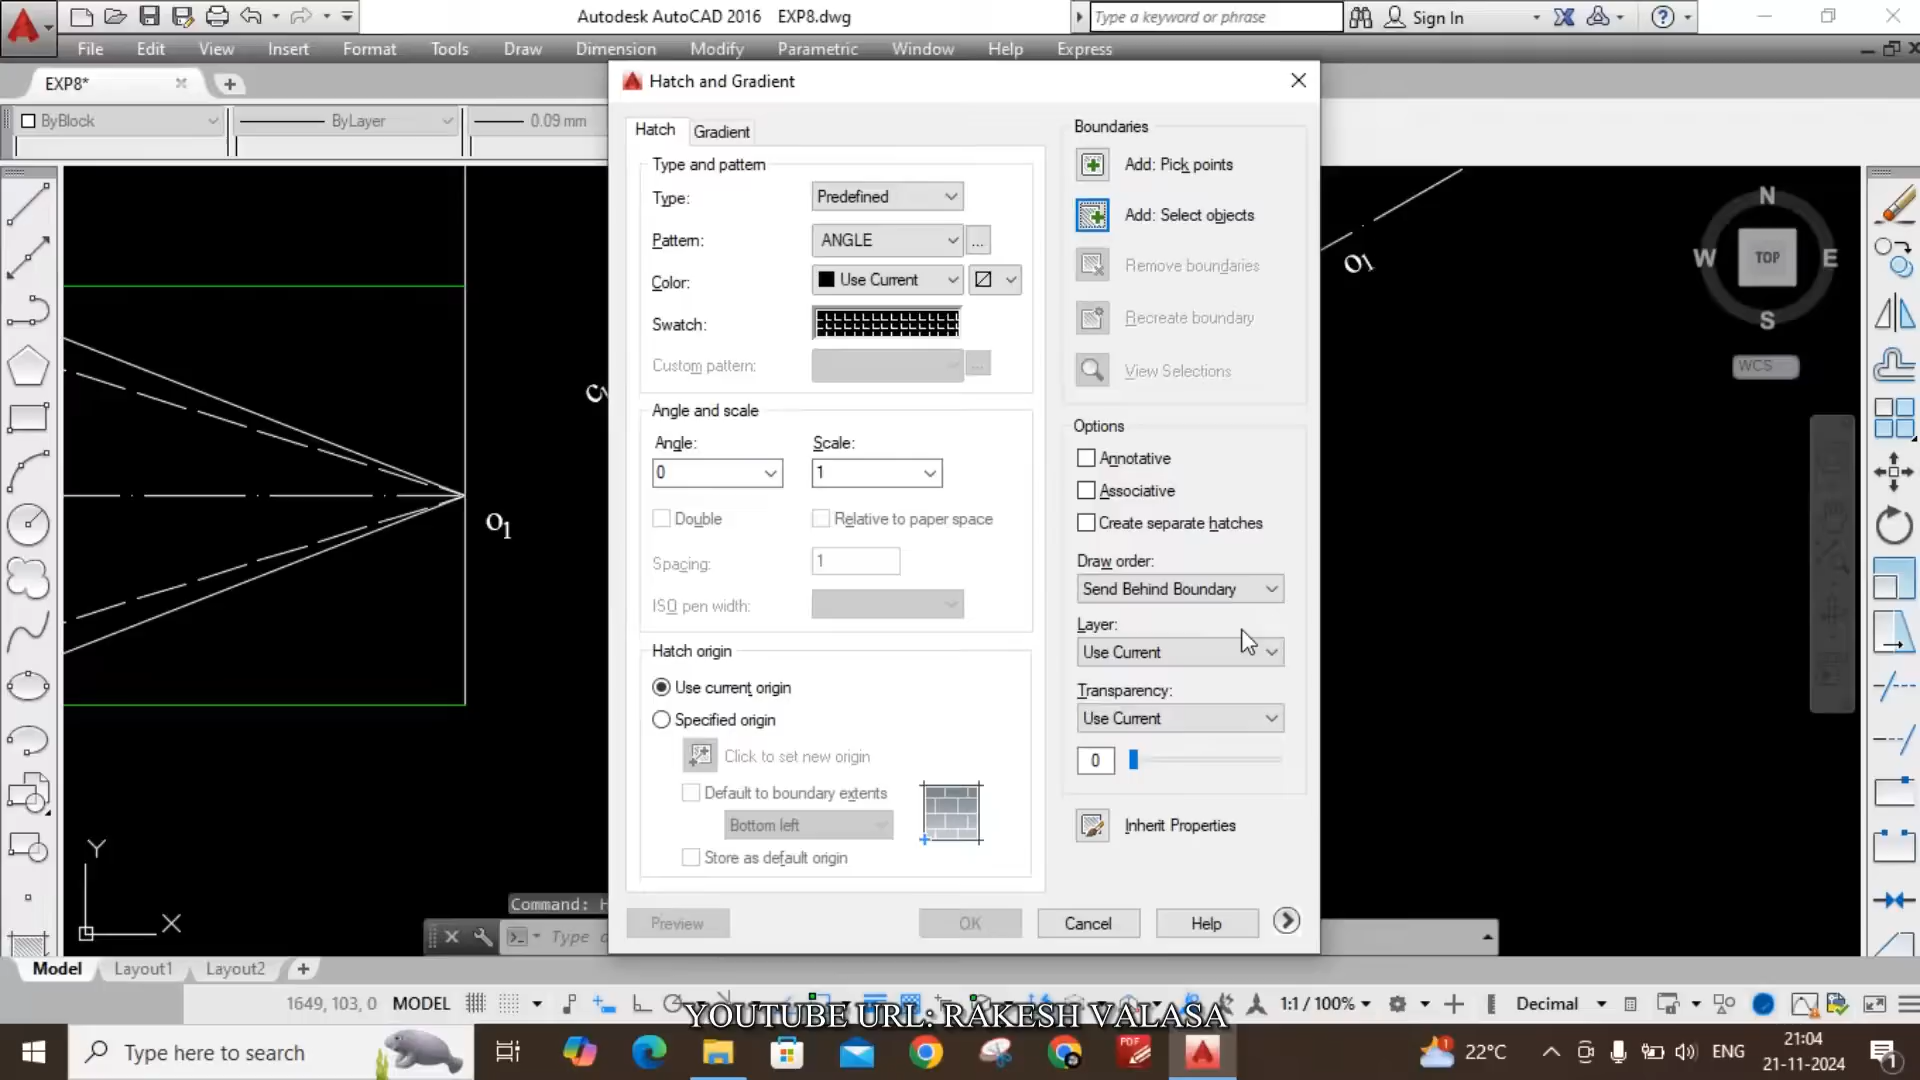 Autodesk AutoCAD 2016 EXP8.dwg
Type a keyword or phrase
Sign In
File Edit View Insert Format Tools Draw Dimension Modify Parametric Window Help Express
EXP8*
ByBlock
ByLayer
0.09 mm
Hatch and Gradient
Hatch
Gradient
Type and pattern
Type:
Predefined
Pattern:
ANGLE
...
Color:
Use Current
Swatch:
Custom pattern:
...
Angle and scale
Angle:
Scale:
0
1
Double
Relative to paper space
Spacing:
1
ISO pen width:
Hatch origin
Use current origin
Specified origin
Click to set new origin
Default to boundary extents
Bottom left
Store as default origin
Boundaries
Add: Pick points
Add: Select objects
Remove boundaries
Recreate boundary
View Selections
Options
Annotative
Associative
Create separate hatches
Draw order:
Send Behind Boundary
Layer:
Use Current
Transparency:
Use Current
0
Inherit Properties
Preview
OK
Cancel
Help
o1
o1
N
W
TOP
E
S
WCS
Y
X
Command: H
Type
Model
Layout1
Layout2
1649, 103, 0
MODEL
1:1 / 100%
Decimal
YOUTUBE URL: RAKESH VALASA
Type here to search
PDF
22°C
ENG
21:04
21-11-2024
1